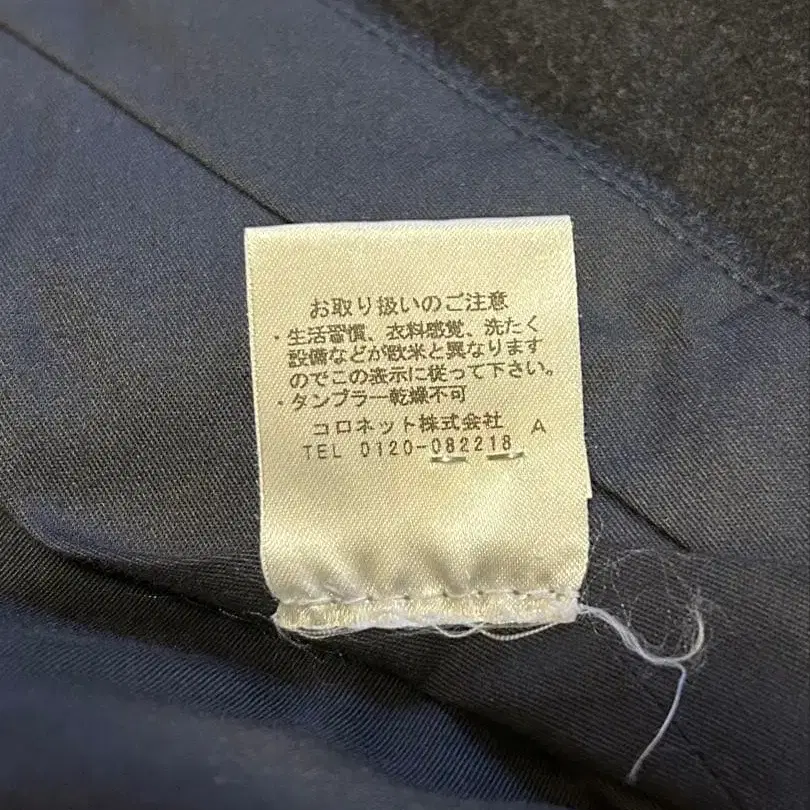 お取り扱いのご注意
・生活習慣、衣料感覚、洗たく
設備などが欧米と異なります
のでこの表示に従って下さい。
・タンブラー乾燥不可
コロネット株式会社 A
TEL 0120-082218